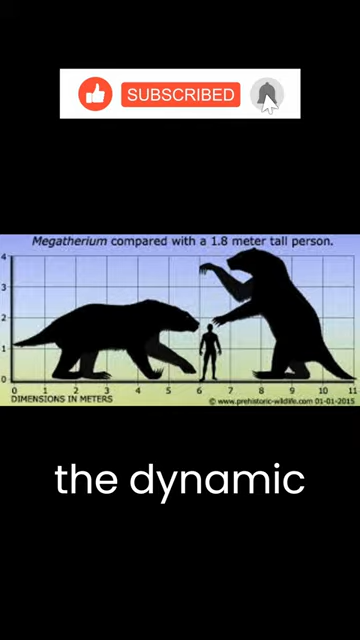 SUBSCRIBED
Megatherium compared with a 1.8 meter tall person.
4
3
2
1
0
0 1 2 3 4 5 6 7 8 9 10 11
DIMENSIONS IN METERS
© www.prehistoric-wildlife.com 01-01-2015
the dynamic